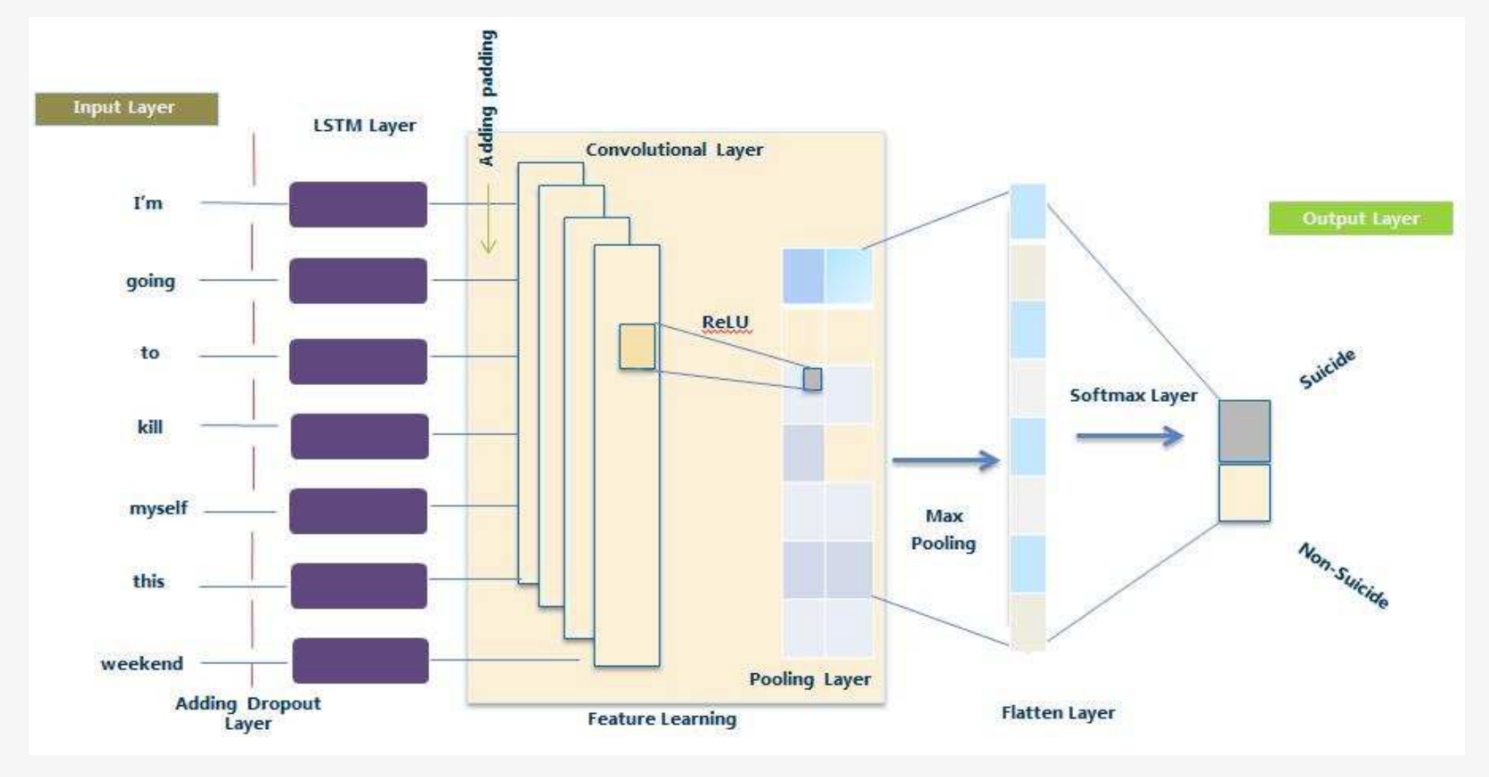 Input Layer
LSTM Layer
Adding padding
Convolutional Layer
I'm
going
to
kill
myself
this
weekend
Adding Dropout
Layer
ReLU
Pooling Layer
Feature Learning
Max
Pooling
Flatten Layer
Softmax Layer
Output Layer
Suicide
Non-Suicide